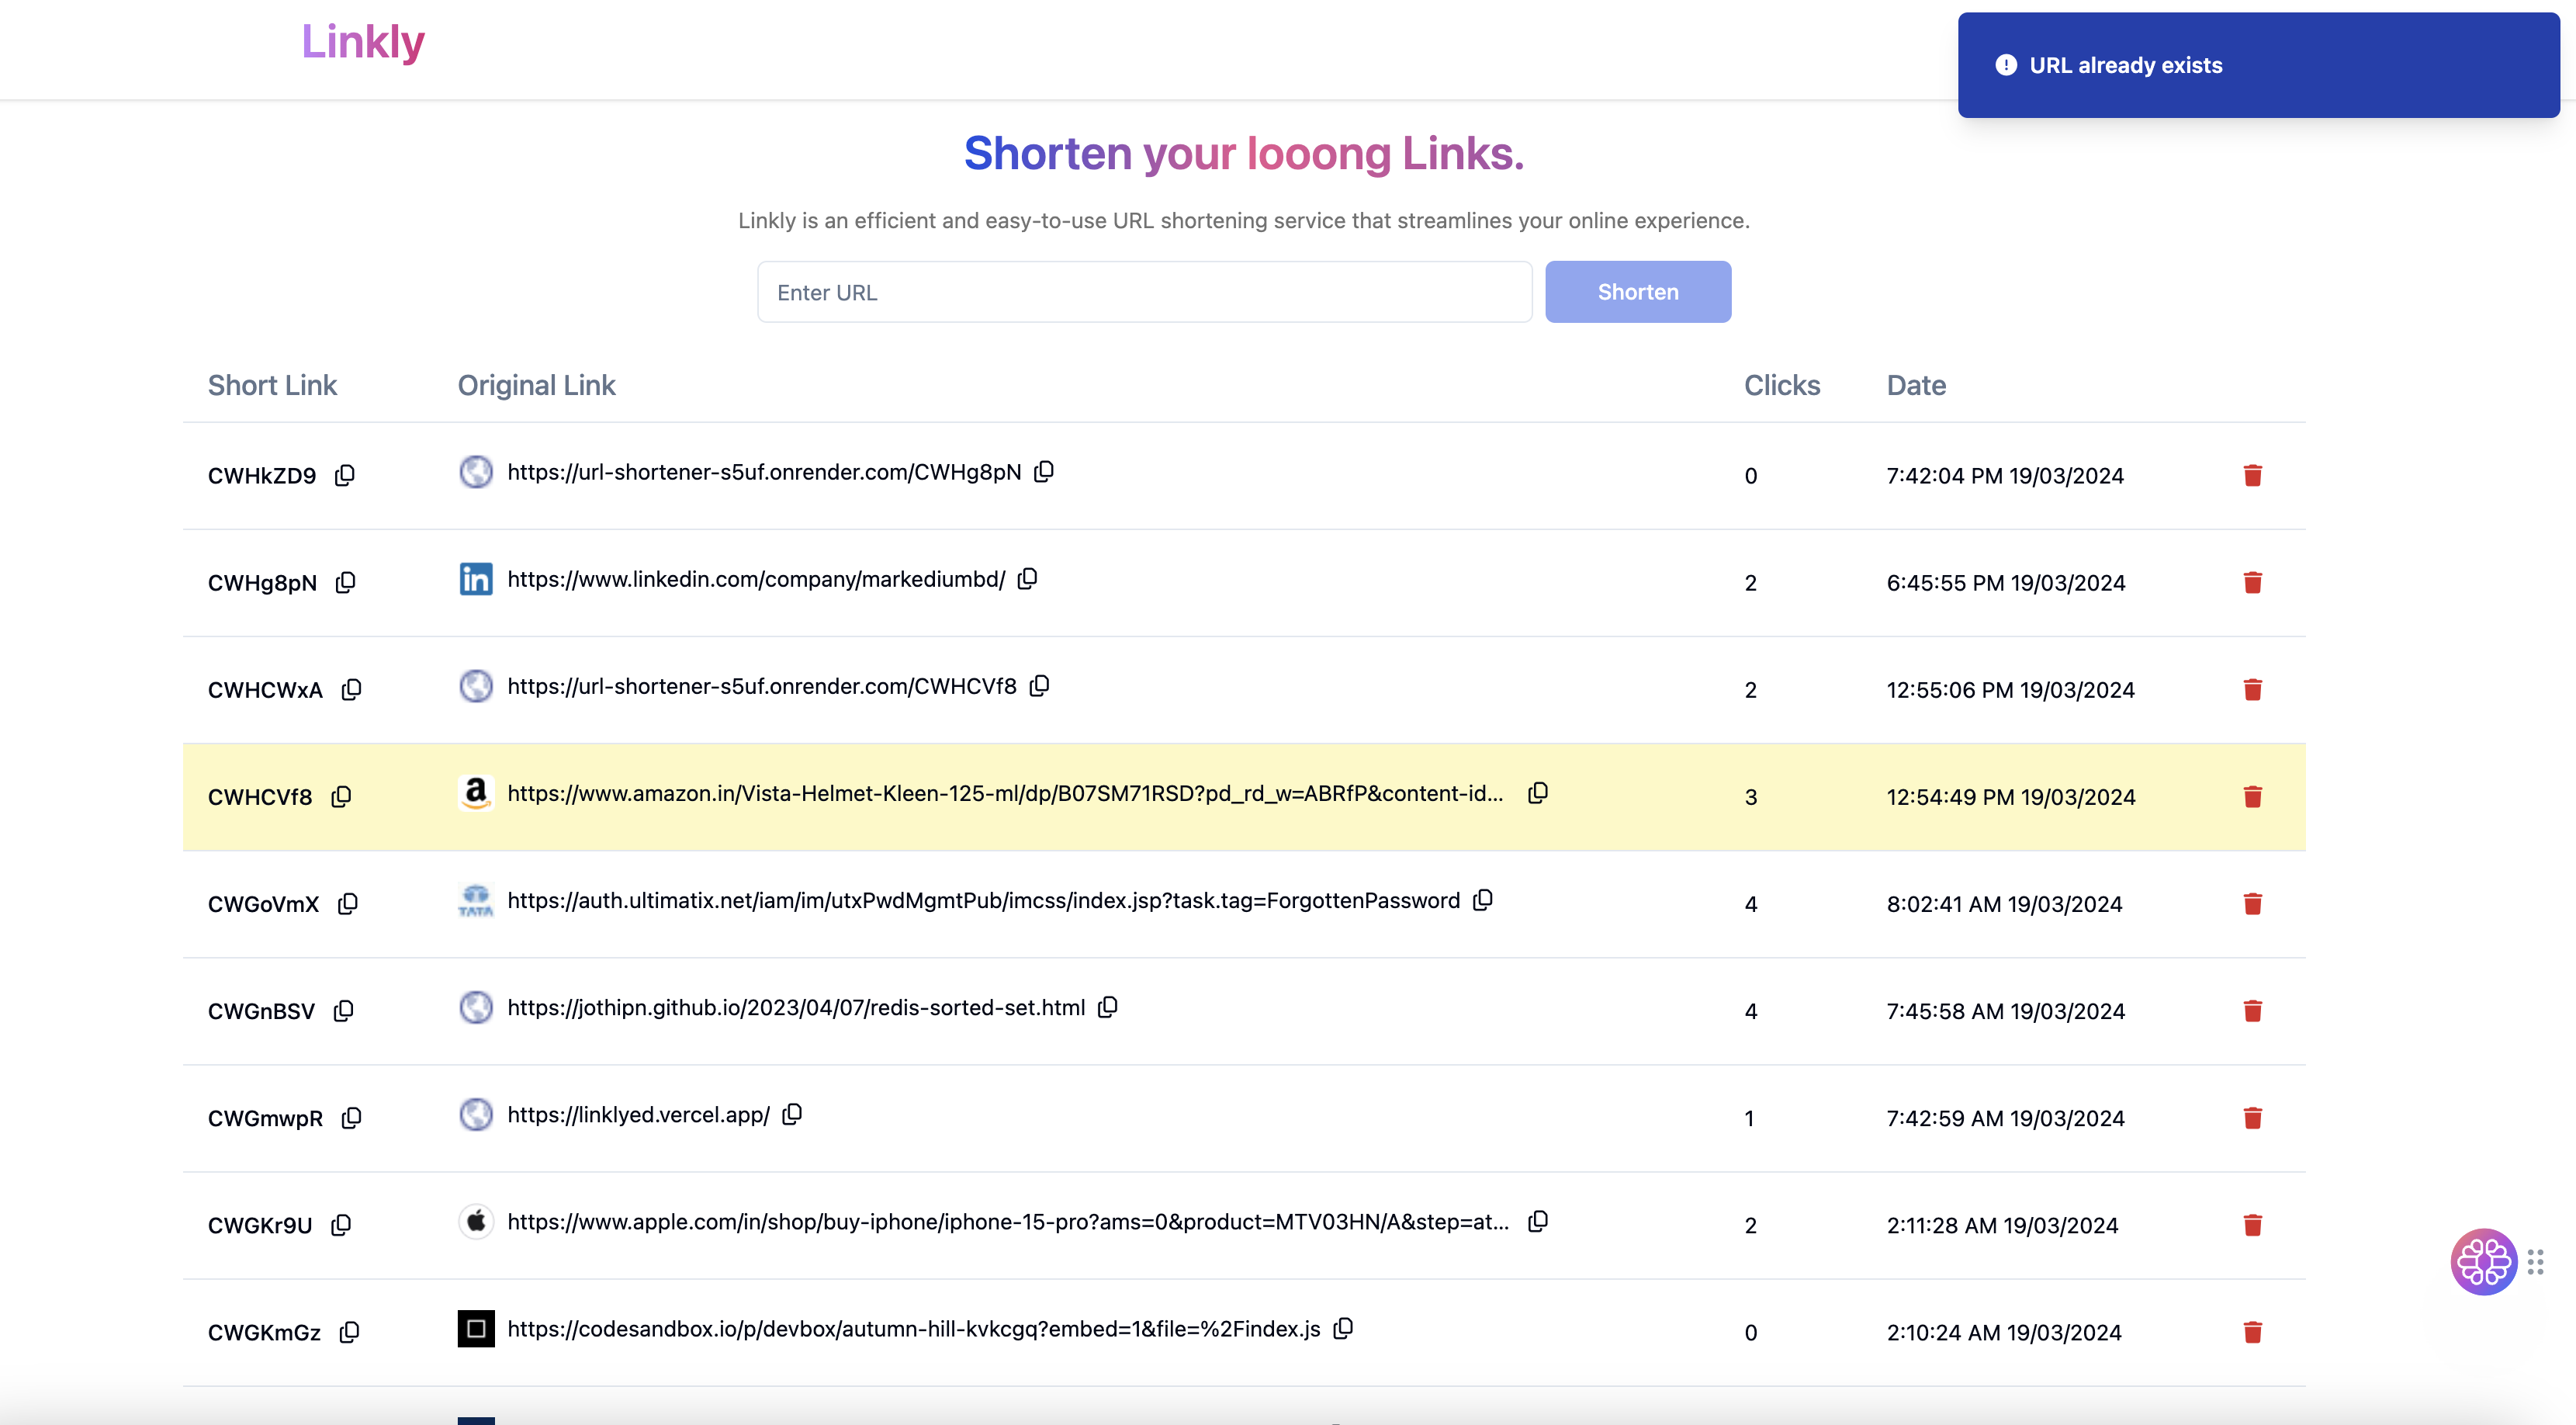 Linkly
URL already exists
Shorten your looong Links.
Linkly is an efficient and easy-to-use URL shortening service that streamlines your online experience.
Enter URL Shorten
Short Link Original Link Clicks Date
CWHkZD9 https://url-shortener-s5uf.onrender.com/CWHg8pN 0 7:42:04 PM 19/03/2024
CWHg8pN https://www.linkedin.com/company/markediumbd/ 2 6:45:55 PM 19/03/2024
CWHCWxA https://url-shortener-s5uf.onrender.com/CWHCVf8 2 12:55:06 PM 19/03/2024
CWHCVf8 https://www.amazon.in/Vista-Helmet-Kleen-125-ml/dp/B07SM71RSD?pd_rd_w=ABRfP&content-id... 3 12:54:49 PM 19/03/2024
CWGoVmX TATA https://auth.ultimatix.net/iam/im/utxPwdMgmtPub/imcss/index.jsp?task.tag=ForgottenPassword 4 8:02:41 AM 19/03/2024
CWGnBSV https://jothipn.github.io/2023/04/07/redis-sorted-set.html 4 7:45:58 AM 19/03/2024
CWGmwpR https://linklyed.vercel.app/ 1 7:42:59 AM 19/03/2024
CWGKr9U https://www.apple.com/in/shop/buy-iphone/iphone-15-pro?ams=0&product=MTV03HN/A&step=at... 2 2:11:28 AM 19/03/2024
CWGKmGz https://codesandbox.io/p/devbox/autumn-hill-kvkcgq?embed=1&file=%2Findex.js 0 2:10:24 AM 19/03/2024